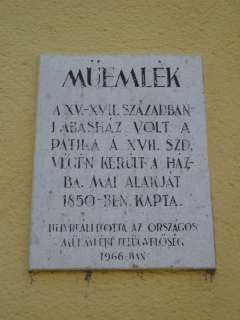 MŰEMLÉK
A XV.-XVII. SZÁZADBAN
LÁBASHÁZ VOLT. A
PATIKA A XVII. SZD.
VÉGÉN KERÜLT A HÁZ-
BA. MAI ALAKJÁT
1850-BEN KAPTA.
HELYREÁLLÍTOTTA AZ ORSZÁGOS
MŰEMLÉKI FELÜGYELŐSÉG
1966-BAN